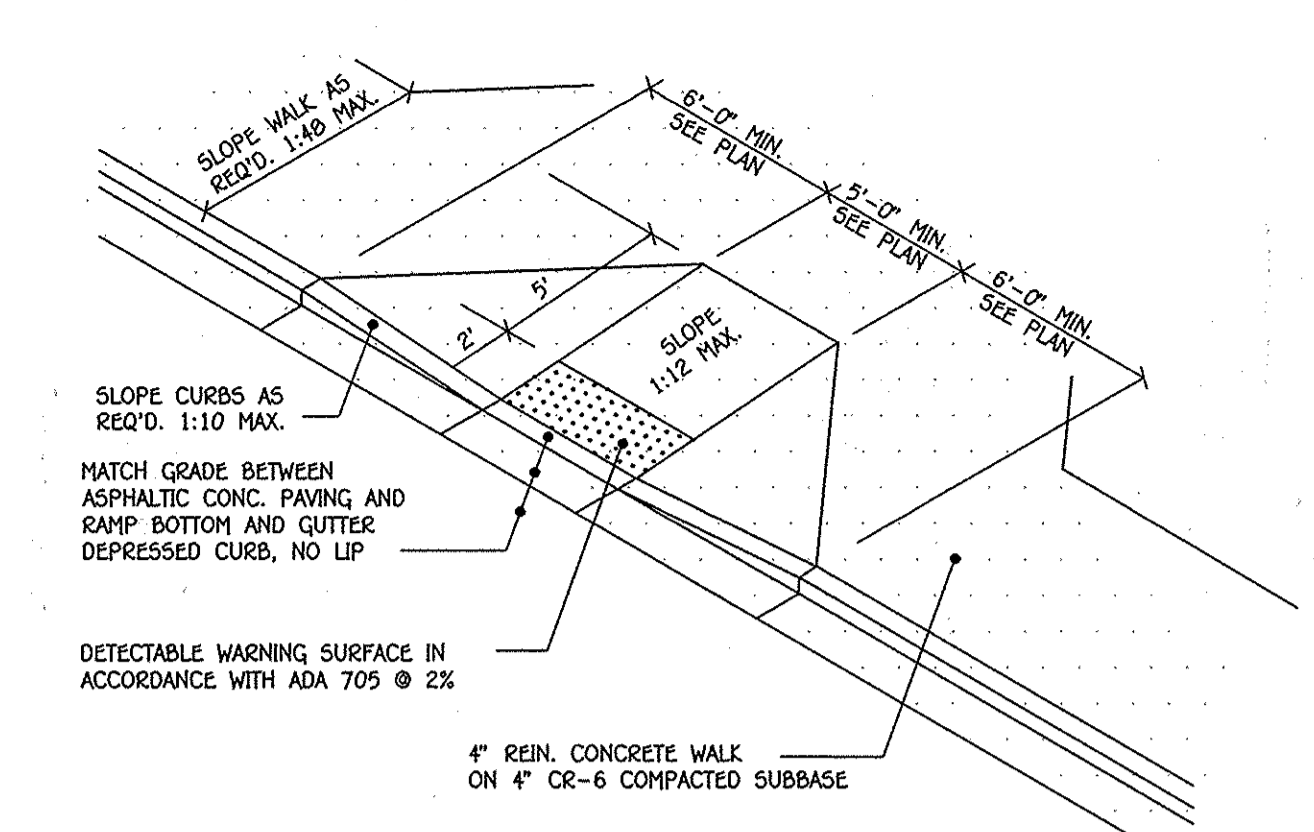 SLOPE WALK AS
REQ'D. 1:48 MAX.
6'-0" MIN.
SEE PLAN
5'-0" MIN.
SEE PLAN
6'-0" MIN.
SEE PLAN
5'
2'
SLOPE
1:12 MAX.
SLOPE CURBS AS
REQ'D. 1:10 MAX.
MATCH GRADE BETWEEN
ASPHALTIC CONC. PAVING AND
RAMP BOTTOM AND GUTTER
DEPRESSED CURB, NO LIP
DETECTABLE WARNING SURFACE IN
ACCORDANCE WITH ADA 705 @ 2%
4" REIN. CONCRETE WALK
ON 4" CR-6 COMPACTED SUBBASE